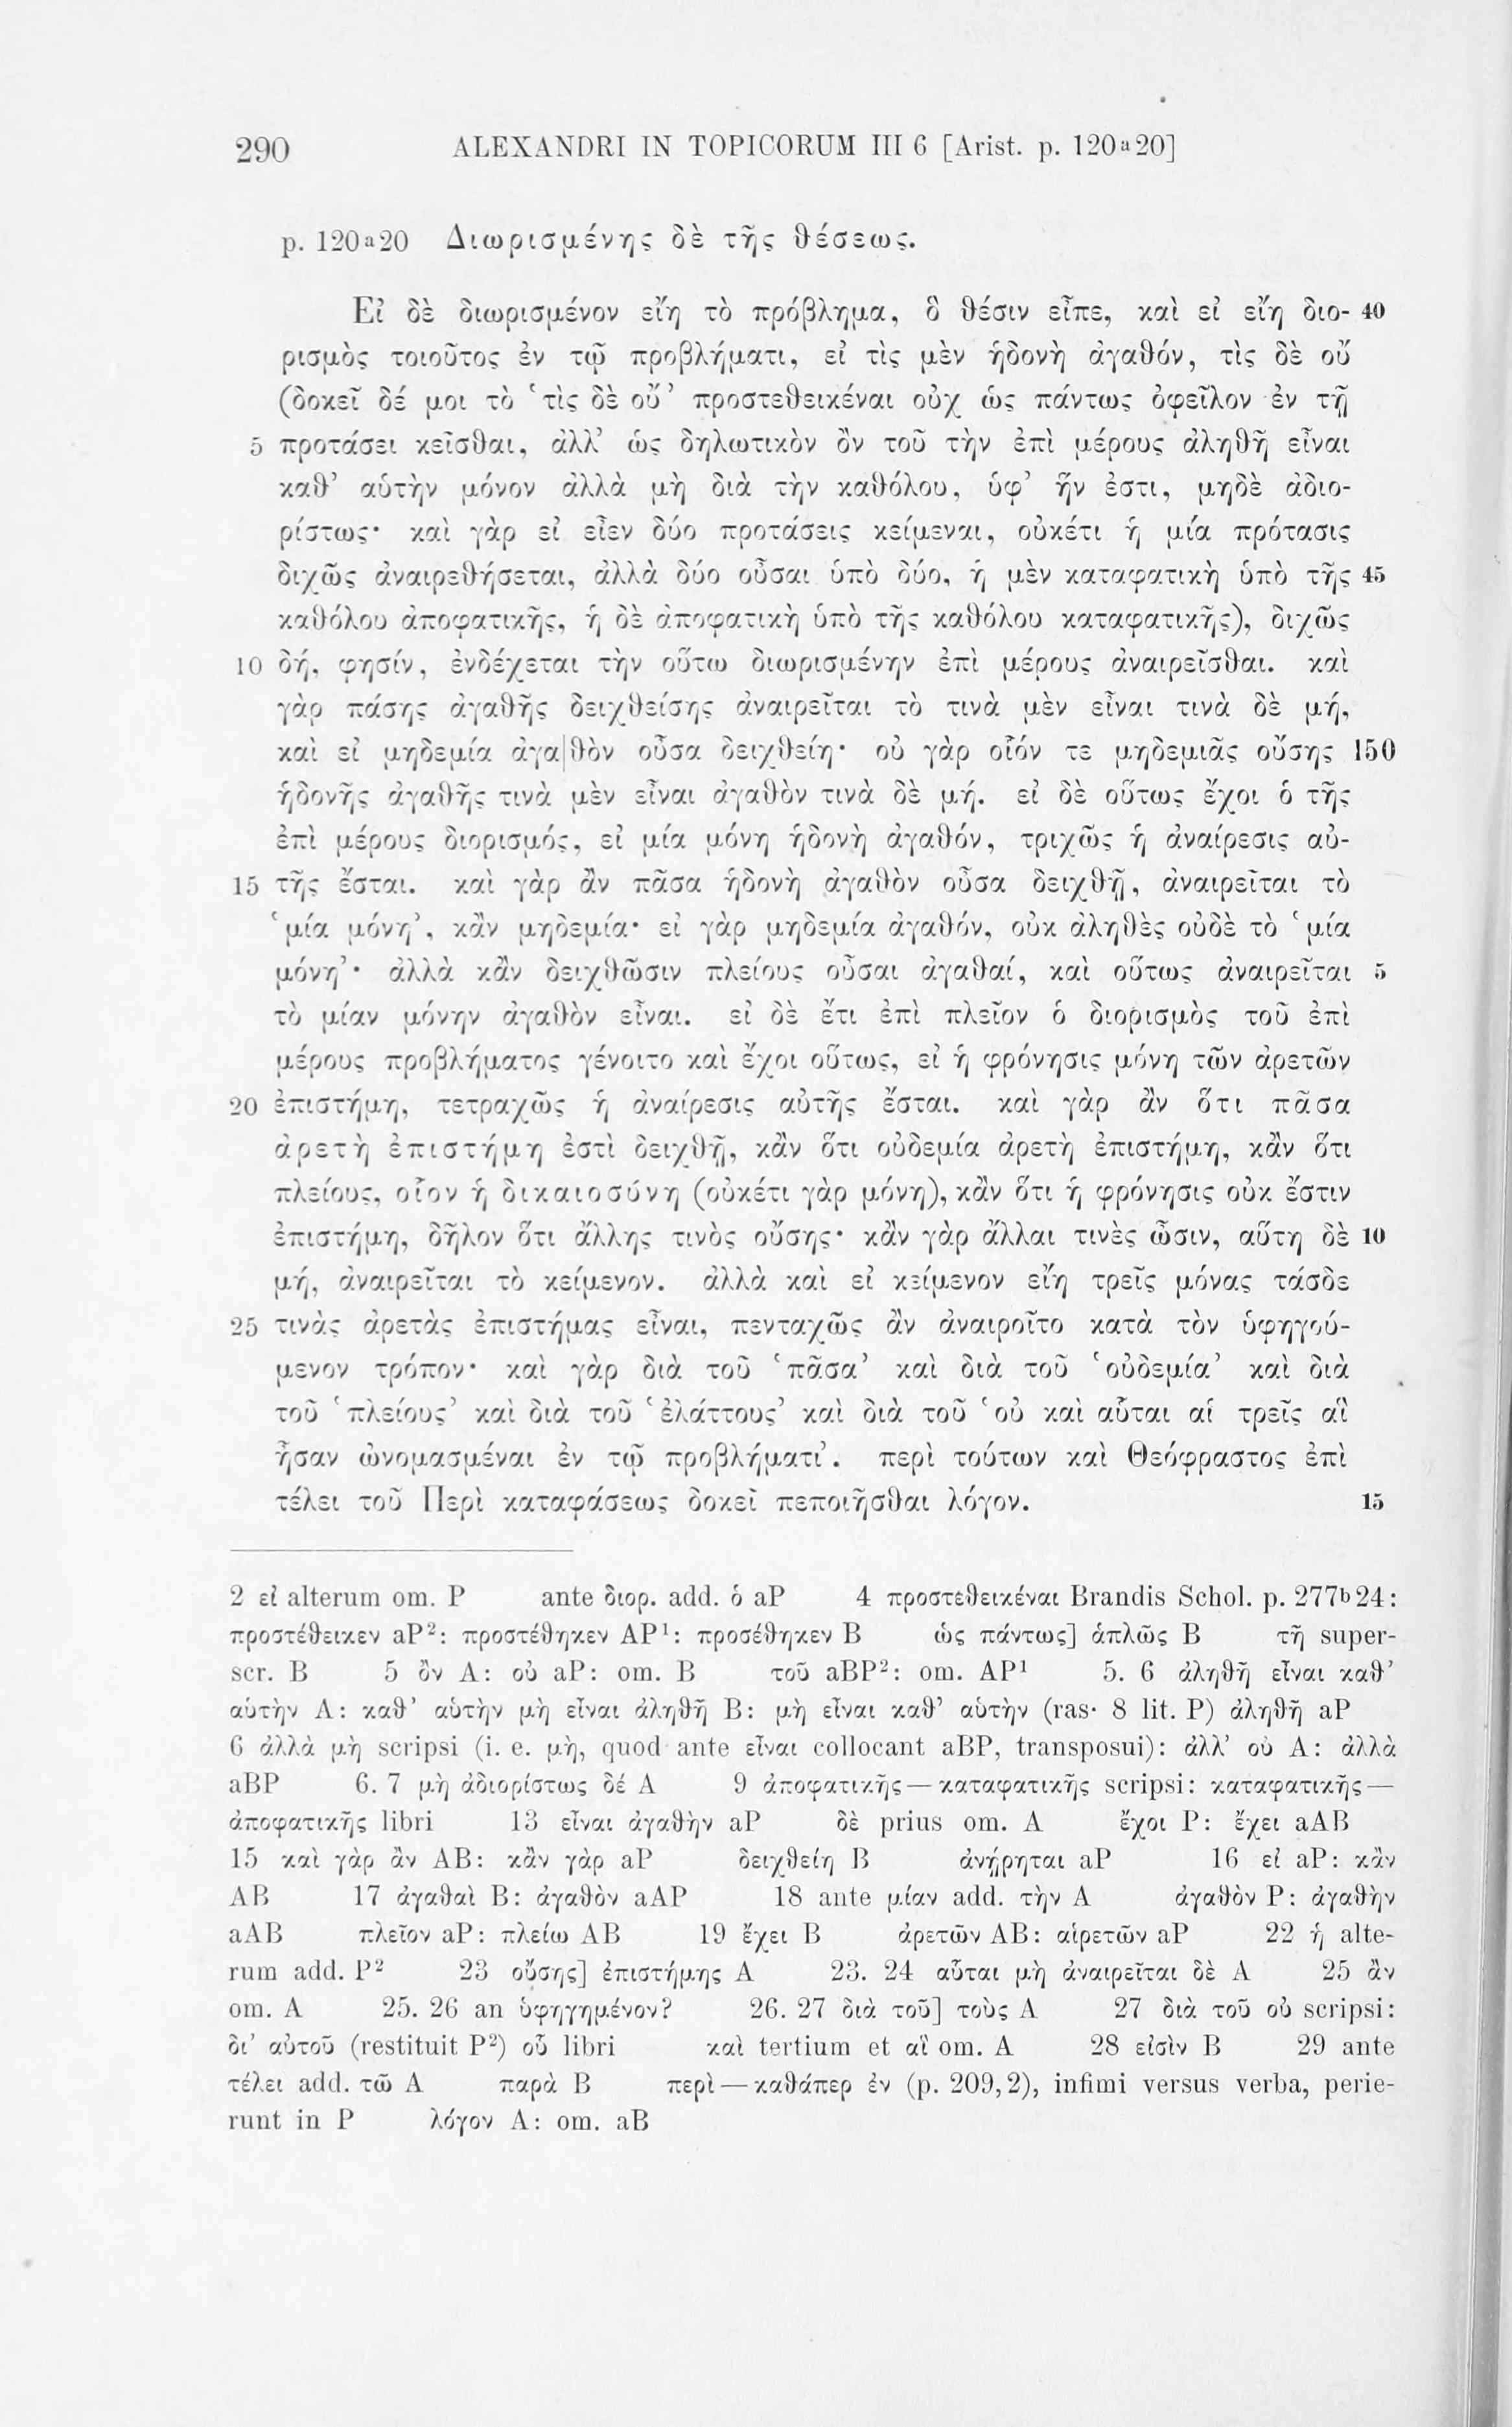 290 ALEXANDRI IN TOPICORUM III 6 [Arist. p. 120ᵃ20]
p. 120ᵃ20 Διωρισμένης δὲ τῆς θέσεως.
Εἰ δὲ διωρισμένον εἴη τὸ πρόβλημα, ὃ θέσιν εἶπε, καὶ εἰ εἴη διο- 40
ρισμὸς τοιοῦτος ἐν τῷ προβλήματι, εἰ τὶς μὲν ἡδονὴ ἀγαθόν, τὶς δὲ οὔ
(δοκεῖ δέ μοι τὸ ‘τὶς δὲ οὔ’ προστεθεικέναι οὐχ ὡς πάντως ὀφεῖλον ἐν τῇ
5 προτάσει κεῖσθαι, ἀλλ’ ὡς δηλωτικὸν ὂν τοῦ τὴν ἐπὶ μέρους ἀληθῆ εἶναι
καθ’ αὑτὴν μόνον ἀλλὰ μὴ διὰ τὴν καθόλου, ὑφ’ ἥν ἐστι, μηδὲ ἀδιο-
ρίστως· καὶ γὰρ εἰ εἶεν δύο προτάσεις κείμεναι, οὐκέτι ἡ μία πρότασις
διχῶς ἀναιρεθήσεται, ἀλλὰ δύο οὖσαι ὑπὸ δύο, ἡ μὲν καταφατικὴ ὑπὸ τῆς 45
καθόλου ἀποφατικῆς, ἡ δὲ ἀποφατικὴ ὑπὸ τῆς καθόλου καταφατικῆς), διχῶς
10 δή, φησίν, ἐνδέχεται τὴν οὕτω διωρισμένην ἐπὶ μέρους ἀναιρεῖσθαι. καὶ
γὰρ πάσης ἀγαθῆς δειχθείσης ἀναιρεῖται τὸ τινὰ μὲν εἶναι τινὰ δὲ μή,
καὶ εἰ μηδεμία ἀγα|θὸν οὖσα δειχθείη· οὐ γὰρ οἷόν τε μηδεμιᾶς οὔσης 150
ἡδονῆς ἀγαθῆς τινὰ μὲν εἶναι ἀγαθὸν τινὰ δὲ μή. εἰ δὲ οὕτως ἔχοι ὁ τῆς
ἐπὶ μέρους διορισμός, εἰ μία μόνη ἡδονὴ ἀγαθόν, τριχῶς ἡ ἀναίρεσις αὐ-
15 τῆς ἔσται. καὶ γὰρ ἂν πᾶσα ἡδονὴ ἀγαθὸν οὖσα δειχθῇ, ἀναιρεῖται τὸ
‘μία μόνη’, κἂν μηδεμία· εἰ γὰρ μηδεμία ἀγαθόν, οὐκ ἀληθὲς οὐδὲ τὸ ‘μία
μόνη’· ἀλλὰ κἂν δειχθῶσιν πλείους οὖσαι ἀγαθαί, καὶ οὕτως ἀναιρεῖται 5
τὸ μίαν μόνην ἀγαθὸν εἶναι. εἰ δὲ ἔτι ἐπὶ πλεῖον ὁ διορισμὸς τοῦ ἐπὶ
μέρους προβλήματος γένοιτο καὶ ἔχοι οὕτως, εἰ ἡ φρόνησις μόνη τῶν ἀρετῶν
20 ἐπιστήμη, τετραχῶς ἡ ἀναίρεσις αὐτῆς ἔσται. καὶ γὰρ ἂν ὅτι πᾶσα
ἀρετὴ ἐπιστήμη ἐστὶ δειχθῇ, κἂν ὅτι οὐδεμία ἀρετὴ ἐπιστήμη, κἂν ὅτι
πλείους, οἷον ἡ δικαιοσύνη (οὐκέτι γὰρ μόνη), κἂν ὅτι ἡ φρόνησις οὐκ ἔστιν
ἐπιστήμη, δῆλον ὅτι ἄλλης τινὸς οὔσης· κἂν γὰρ ἄλλαι τινὲς ὦσιν, αὕτη δὲ 10
μή, ἀναιρεῖται τὸ κείμενον. ἀλλὰ καὶ εἰ κείμενον εἴη τρεῖς μόνας τάσδε
25 τινὰς ἀρετὰς ἐπιστήμας εἶναι, πενταχῶς ἂν ἀναιροῖτο κατὰ τὸν ὑφηγού-
μενον τρόπον· καὶ γὰρ διὰ τοῦ ‘πᾶσα’ καὶ διὰ τοῦ ‘οὐδεμία’ καὶ διὰ
τοῦ ‘πλείους’ καὶ διὰ τοῦ ‘ἐλάττους’ καὶ διὰ τοῦ ‘οὐ καὶ αὗται αἱ τρεῖς αἳ
ἦσαν ὠνομασμέναι ἐν τῷ προβλήματι’. περὶ τούτων καὶ Θεόφραστος ἐπὶ
τέλει τοῦ Περὶ καταφάσεως δοκεῖ πεποιῆσθαι λόγον. 15
2 εἰ alterum om. P ante διορ. add. ὁ aP 4 προστεθεικέναι Brandis Schol. p. 277ᵇ24:
προστέθεικεν aP²: προστέθηκεν AP¹: προσέθηκεν B ὡς πάντως] ἁπλῶς B τῇ super-
scr. B 5 ὂν A: οὐ aP: om. B τοῦ aBP²: om. AP¹ 5. 6 ἀληθῆ εἶναι καθ’
αὑτὴν A: καθ’ αὑτὴν μὴ εἶναι ἀληθῆ B: μὴ εἶναι καθ’ αὑτὴν (ras· 8 lit. P) ἀληθῆ aP
6 ἀλλὰ μὴ scripsi (i. e. μὴ, quod ante εἶναι collocant aBP, transposui): ἀλλ’ οὐ A: ἀλλὰ
aBP 6. 7 μὴ ἀδιορίστως δέ A 9 ἀποφατικῆς — καταφατικῆς scripsi: καταφατικῆς —
ἀποφατικῆς libri 13 εἶναι ἀγαθὴν aP δὲ prius om. A ἔχοι P: ἔχει aAB
15 καὶ γὰρ ἂν AB: κἂν γὰρ aP δειχθείη B ἀνῄρηται aP 16 εἰ aP: κἂν
AB 17 ἀγαθαὶ B: ἀγαθὸν aAP 18 ante μίαν add. τὴν A ἀγαθὸν P: ἀγαθὴν
aAB πλεῖον aP: πλείω AB 19 ἔχει B ἀρετῶν AB: αἱρετῶν aP 22 ἡ alte-
rum add. P² 23 οὔσης] ἐπιστήμης A 23. 24 αὗται μὴ ἀναιρεῖται δὲ A 25 ἂν
om. A 25. 26 an ὑφηγημένον? 26. 27 διὰ τοῦ] τοὺς A 27 διὰ τοῦ οὐ scripsi:
δι’ αὐτοῦ (restituit P²) οὗ libri καὶ tertium et αἳ om. A 28 εἰσὶν B 29 ante
τέλει add. τῶ A παρὰ B περὶ — καθάπερ ἐν (p. 209,2), infimi versus verba, perie-
runt in P λόγον A: om. aB